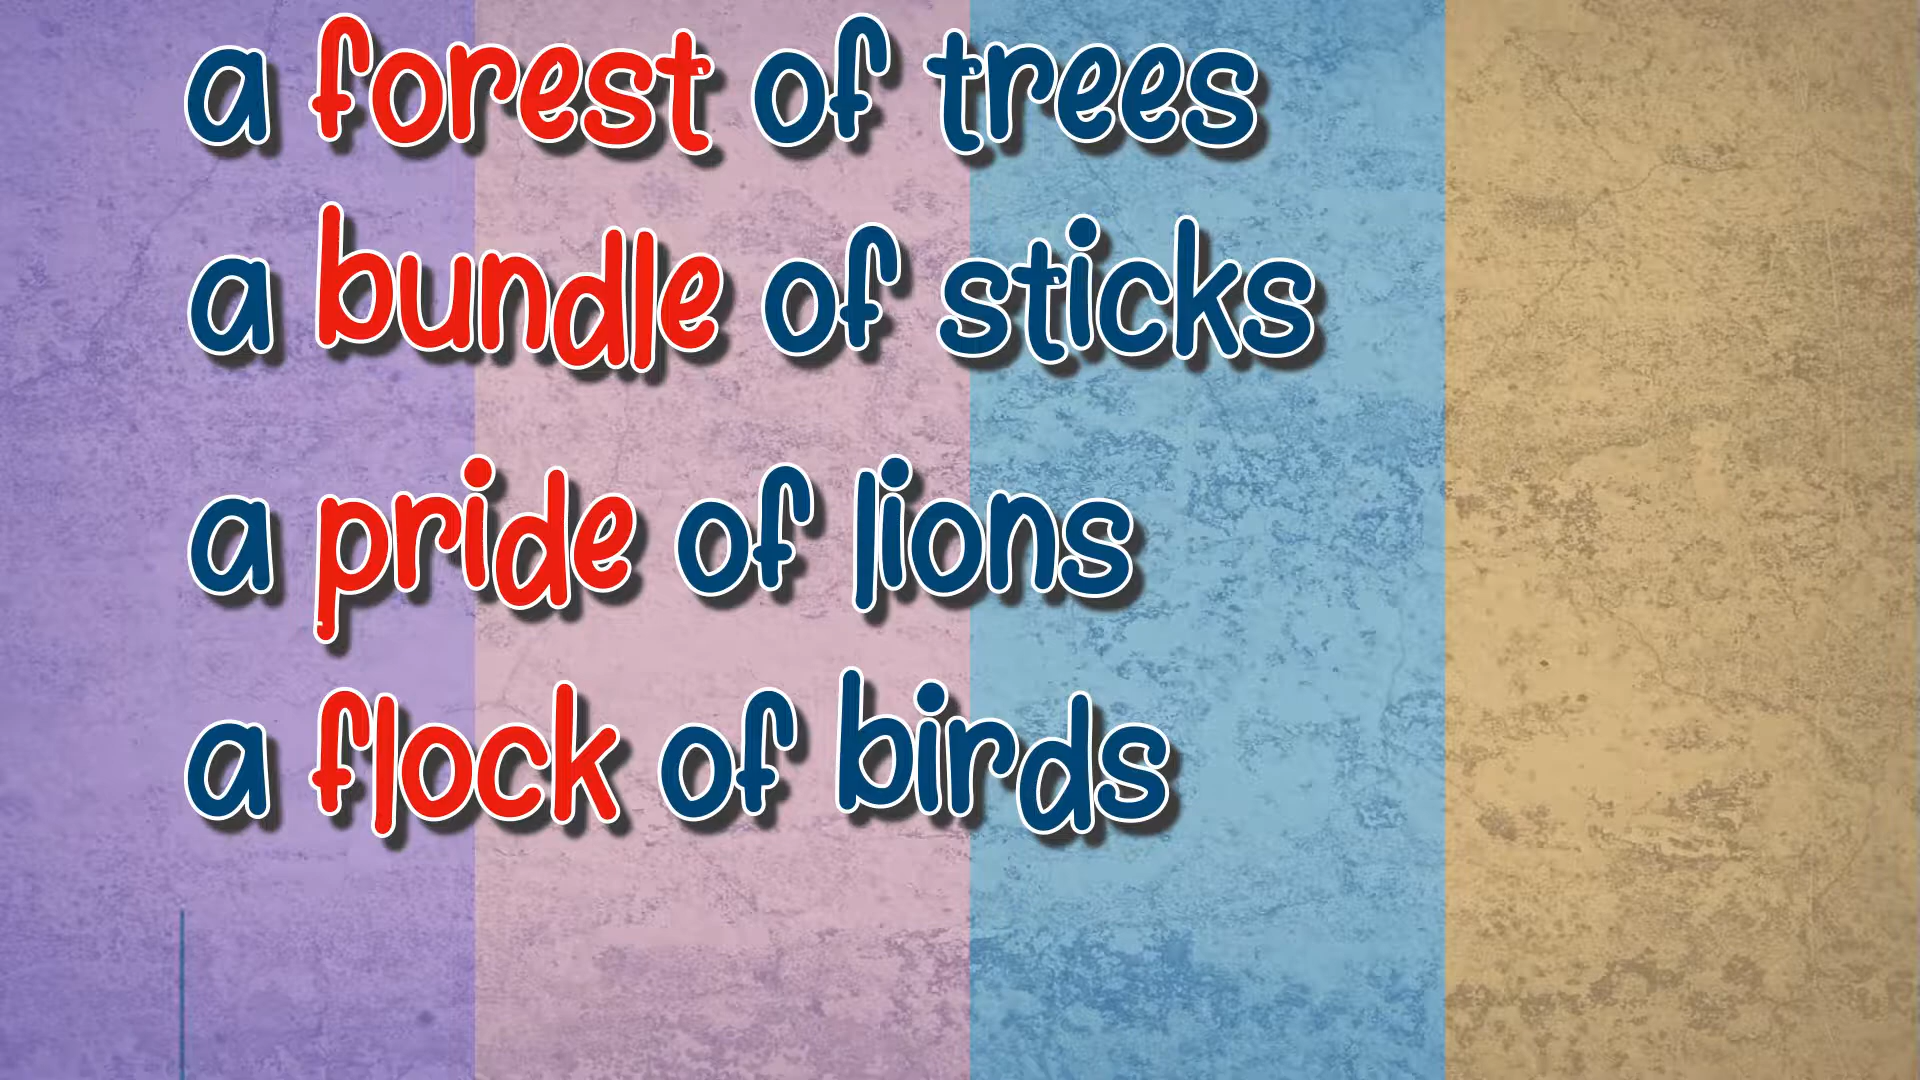 a forest of trees
a bundle of sticks
a pride of lions
a flock of birds